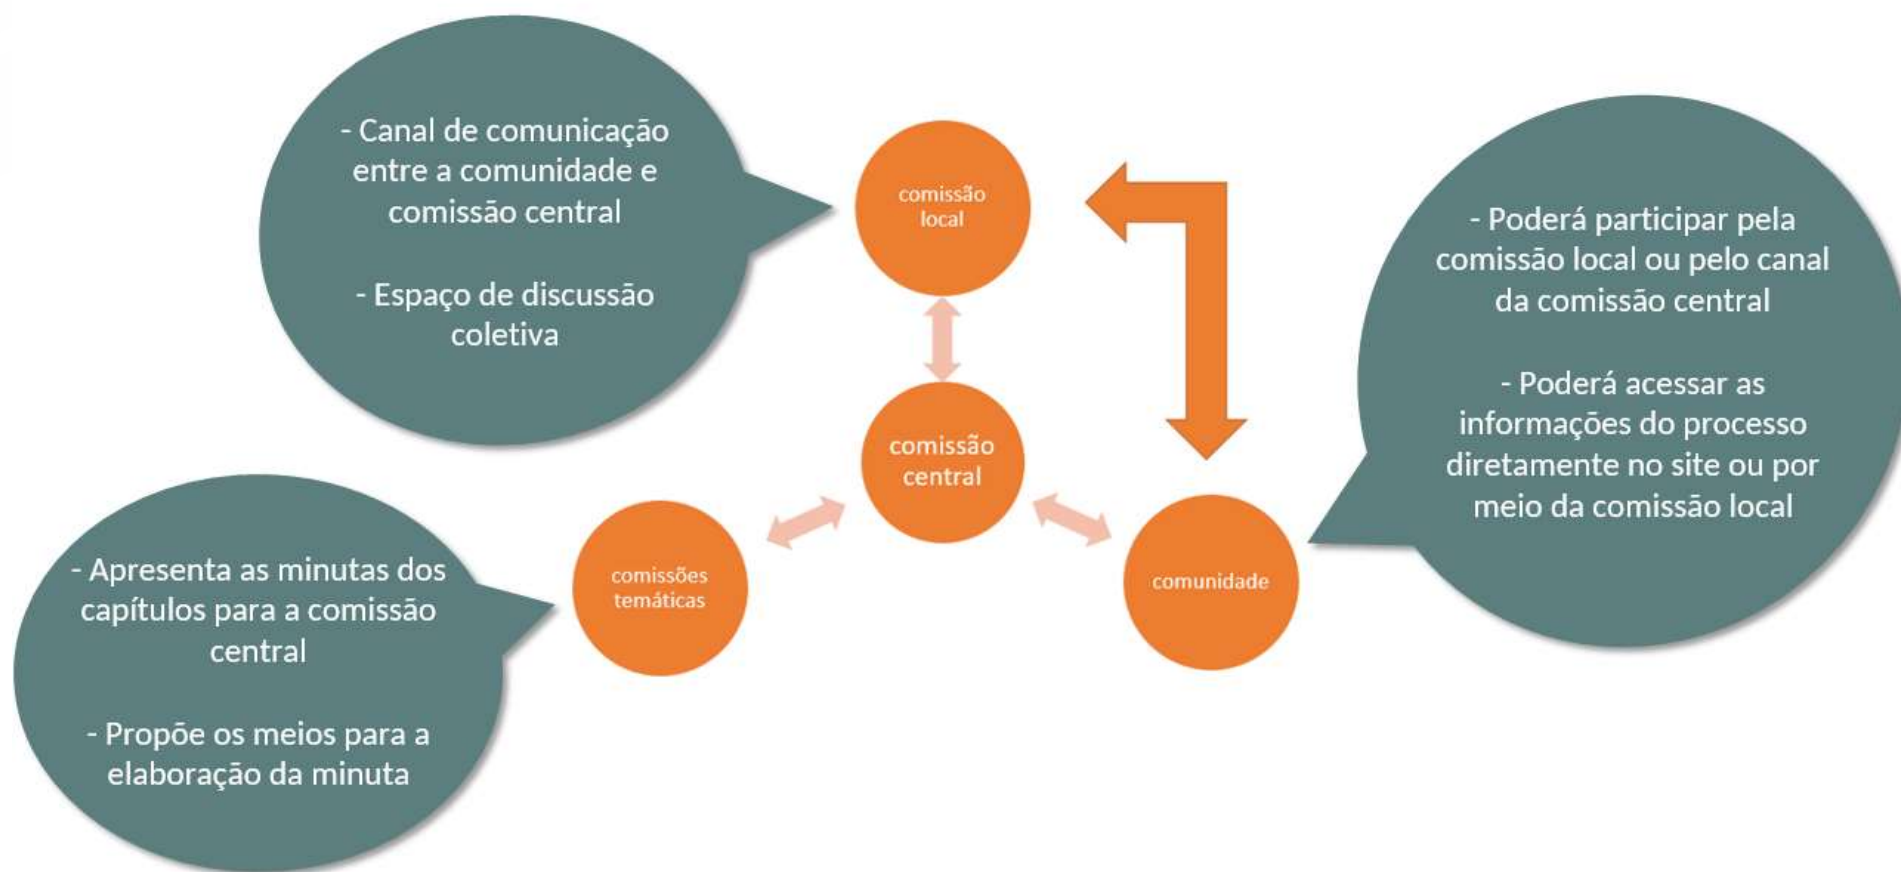 - Canal de comunicação
entre a comunidade e
comissão central
- Espaço de discussão
coletiva
comissão
local
- Poderá participar pela
comissão local ou pelo canal
da comissão central
- Poderá acessar as
informações do processo
diretamente no site ou por
meio da comissão local
comissão
central
- Apresenta as minutas dos
capítulos para a comissão
central
- Propõe os meios para a
elaboração da minuta
comissões
temáticas
comunidade